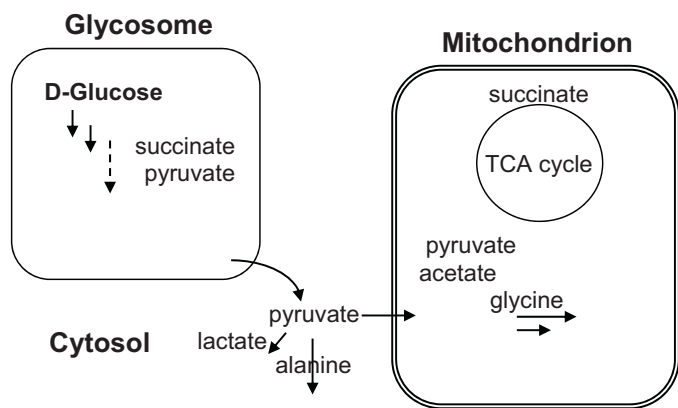 Glycosome
Mitochondrion
D-Glucose
succinate
pyruvate
succinate
TCA cycle
pyruvate
acetate
glycine
pyruvate
lactate
alanine
Cytosol